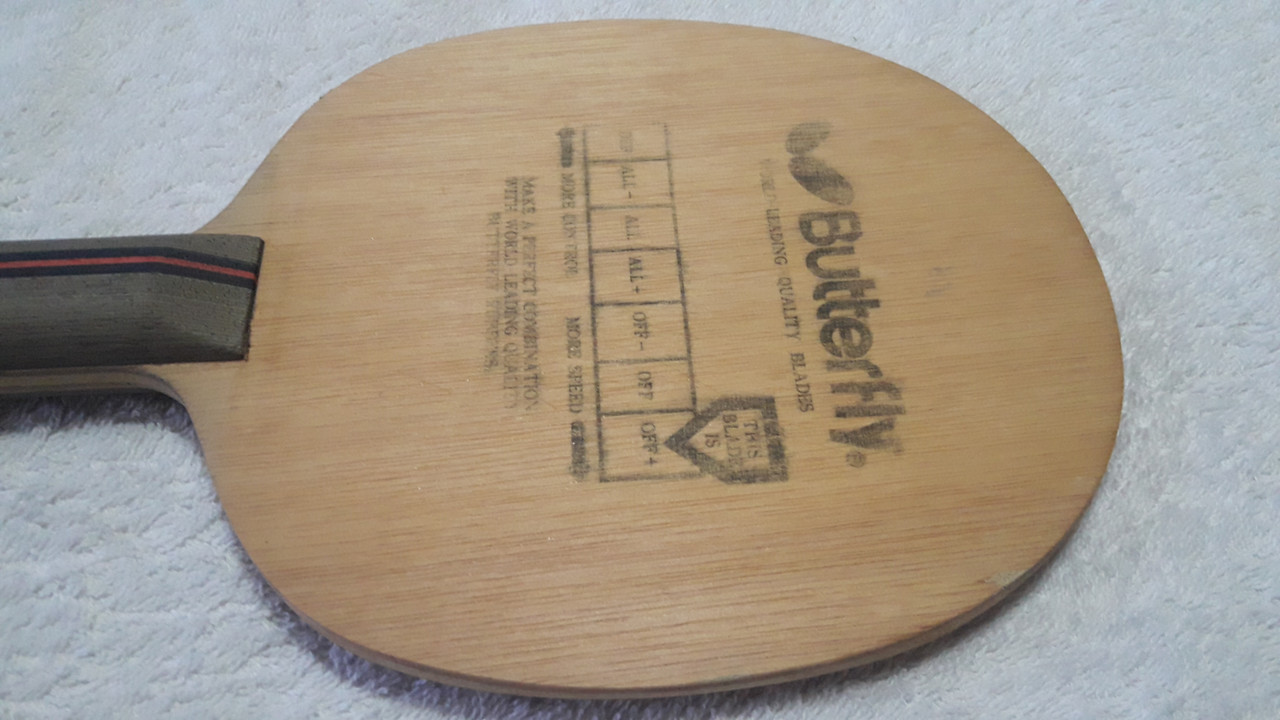 Butterfly®
LEADING QUALITY BLADES
THIS
BLADE
IS
ALL- ALL ALL+ OFF- OFF OFF+
MORE CONTROL MORE SPEED
MAKE A PERFECT COMBINATION
WITH WORLD LEADING QUALITY
BUTTERFLY